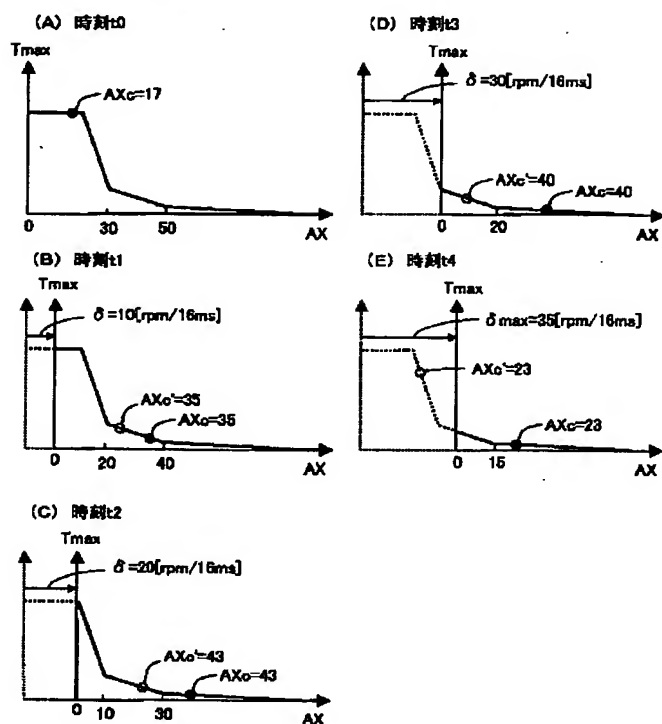 (A) 時刻t0
Tmax
AXc=17
0 30 50 AX
(B) 時刻t1
Tmax
δ=10[rpm/16ms]
AXc'=35
AXc=35
0 20 40 AX
(C) 時刻t2
Tmax
δ=20[rpm/16ms]
AXc'=43
AXc=43
0 10 30 AX
(D) 時刻t3
Tmax
δ=30[rpm/16ms]
AXc'=40
AXc=40
0 20 AX
(E) 時刻t4
Tmax
δmax=35[rpm/16ms]
AXc'=23
AXc=23
0 15 AX